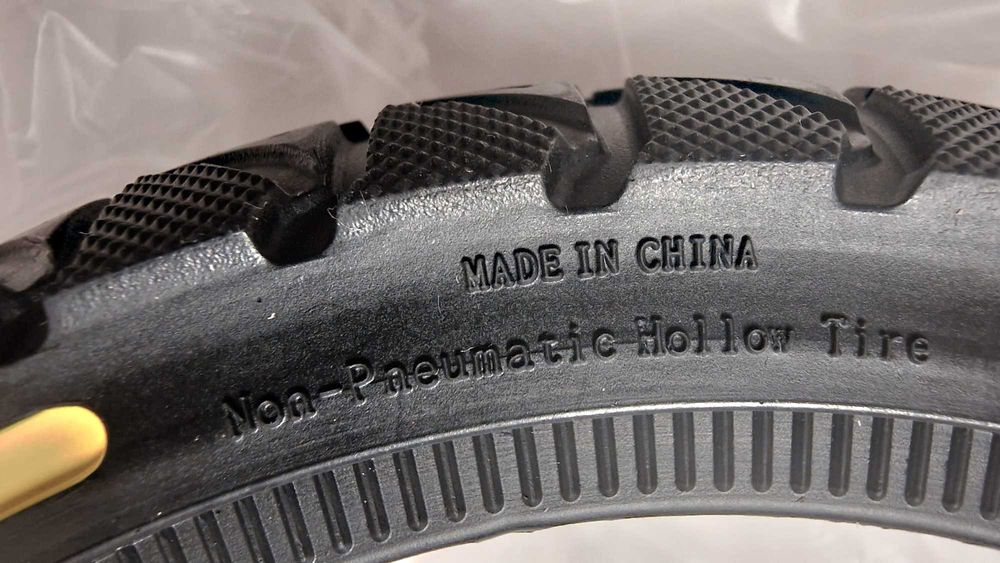 MADE IN CHINA
Non-Pneumatic Hollow Tire